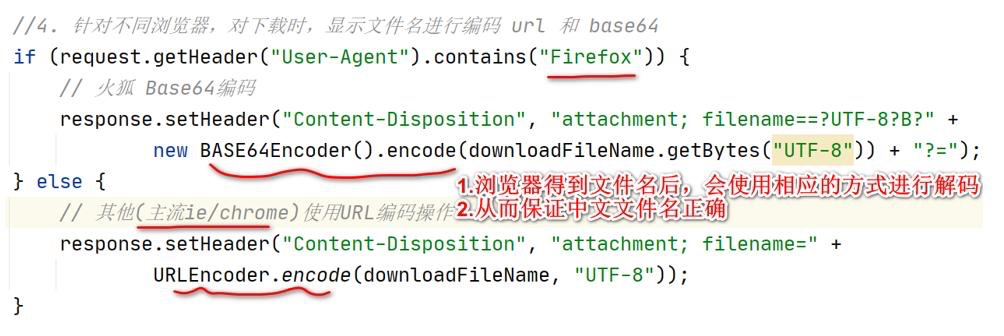 //4. 针对不同浏览器，对下载时，显示文件名进行编码 url 和 base64
if (request.getHeader("User-Agent").contains("Firefox")) {
// 火狐 Base64编码
response.setHeader("Content-Disposition", "attachment; filename==?UTF-8?B?" +
new BASE64Encoder().encode(downloadFileName.getBytes("UTF-8")) + "?=");
} else {
1.浏览器得到文件名后，会使用相应的方式进行解码
// 其他(主流ie/chrome)使用URL编码操作
2.从而保证中文文件名正确
response.setHeader("Content-Disposition", "attachment; filename=" +
URLEncoder.encode(downloadFileName, "UTF-8"));
}